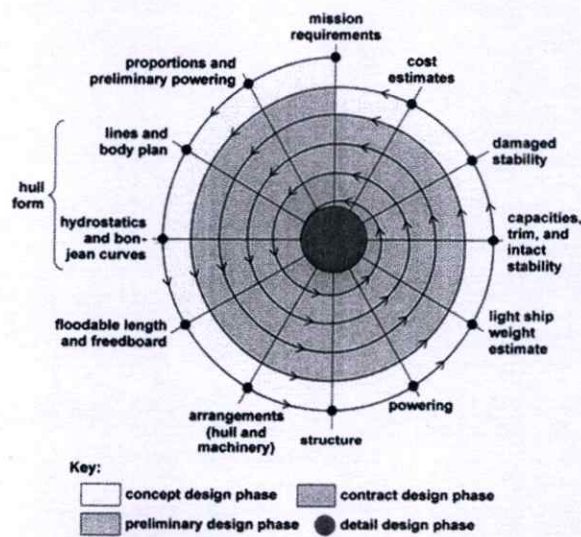 mission
requirements
cost
estimates
proportions and
preliminary powering
lines and
body plan
damaged
stability
hull
form
hydrostatics
and bon-
jean curves
capacities,
trim, and
intact
stability
floodable length
and freedboard
light ship
weight
estimate
arrangements
(hull and
machinery)
structure
powering
Key:
concept design phase
contract design phase
preliminary design phase
detail design phase